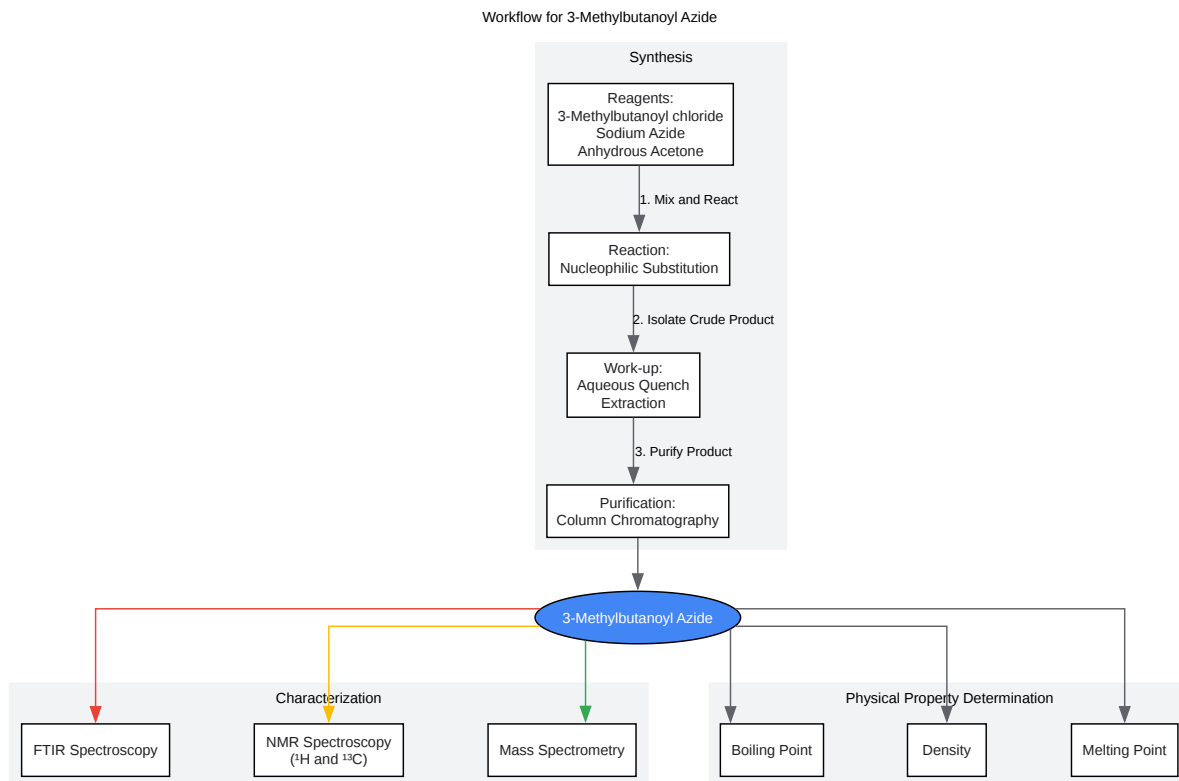 Workflow for 3-Methylbutanoyl Azide
Synthesis
Reagents:
3-Methylbutanoyl chloride
Sodium Azide
Anhydrous Acetone
1. Mix and React
Reaction:
Nucleophilic Substitution
2. Isolate Crude Product
Work-up:
Aqueous Quench
Extraction
3. Purify Product
Purification:
Column Chromatography
3-Methylbutanoyl Azide
Characterization
FTIR Spectroscopy
NMR Spectroscopy
(¹H and ¹³C)
Mass Spectrometry
Physical Property Determination
Boiling Point
Density
Melting Point